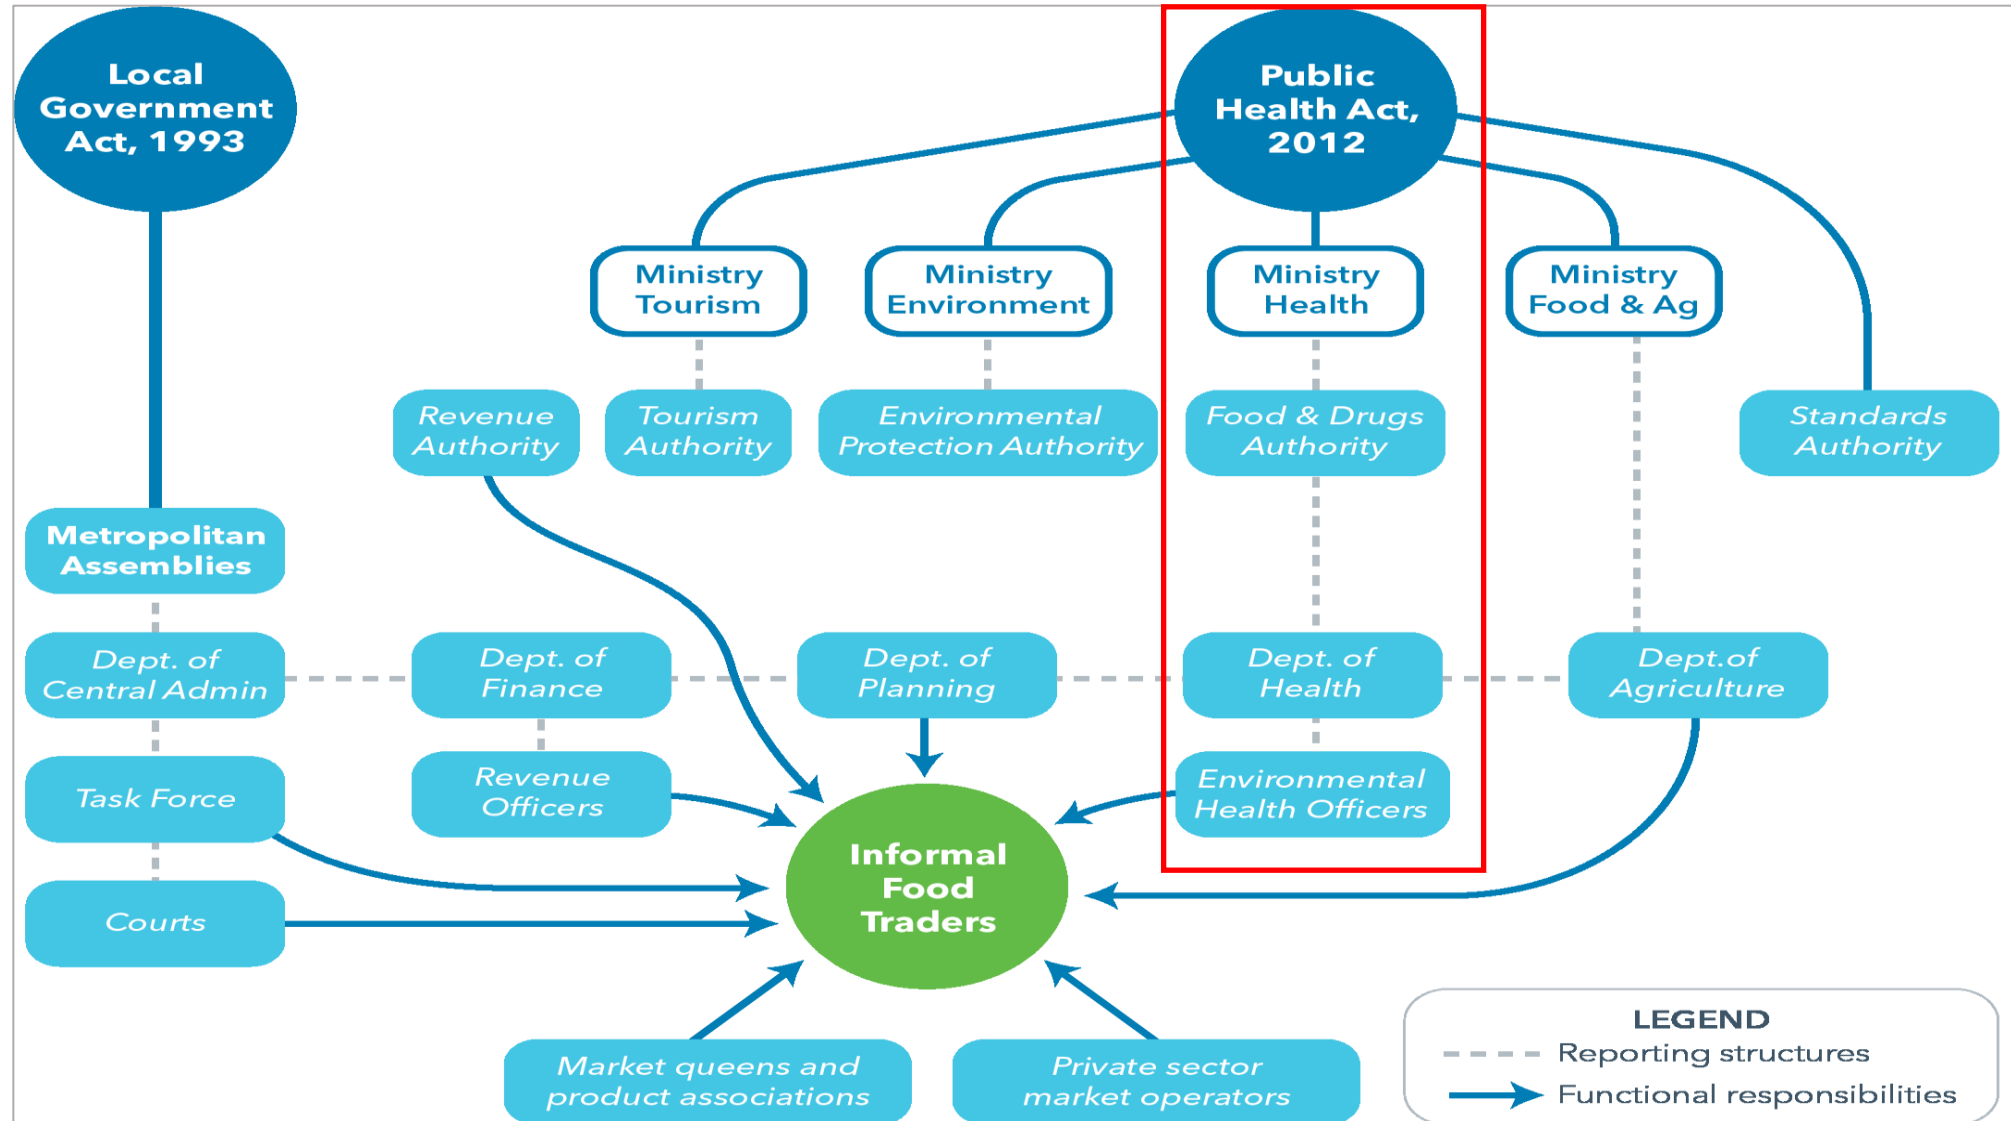 Local
Government
Act, 1993
Public
Health Act,
2012
Ministry
Tourism
Ministry
Environment
Ministry
Health
Ministry
Food & Ag
Revenue
Authority
Tourism
Authority
Environmental
Protection Authority
Food & Drugs
Authority
Standards
Authority
Metropolitan
Assemblies
Dept. of
Central Admin
Dept. of
Finance
Dept. of
Planning
Dept. of
Health
Dept.of
Agriculture
Task Force
Revenue
Officers
Environmental
Health Officers
Informal
Food
Traders
Courts
Market queens and
product associations
Private sector
market operators
LEGEND
Reporting structures
Functional responsibilities